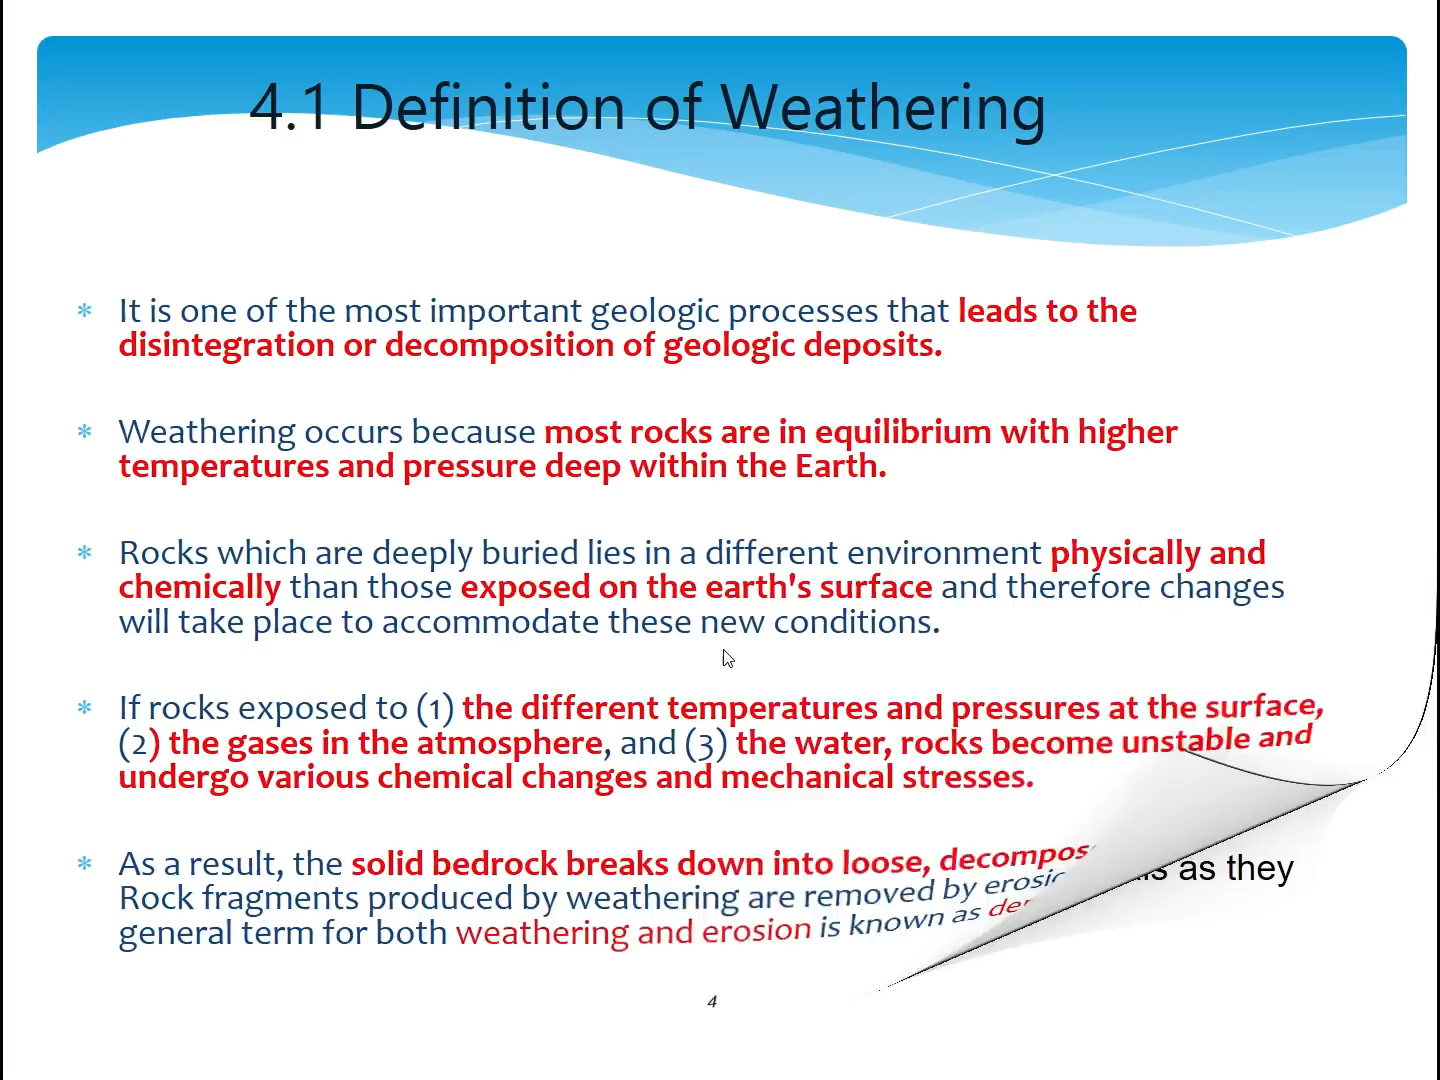 4.1 Definition of Weathering
* It is one of the most important geologic processes that leads to the
disintegration or decomposition of geologic deposits.
* Weathering occurs because most rocks are in equilibrium with higher
temperatures and pressure deep within the Earth.
* Rocks which are deeply buried lies in a different environment physically and
chemically than those exposed on the earth's surface and therefore changes
will take place to accommodate these new conditions.
* If rocks exposed to (1) the different temperatures and pressures at the surface,
(2) the gases in the atmosphere, and (3) the water, rocks become unstable and
undergo various chemical changes and mechanical stresses.
* As a result, the solid bedrock breaks down into loose, as they
Rock fragments produced by weathering are removed by
general term for both weathering and erosion is known as
4